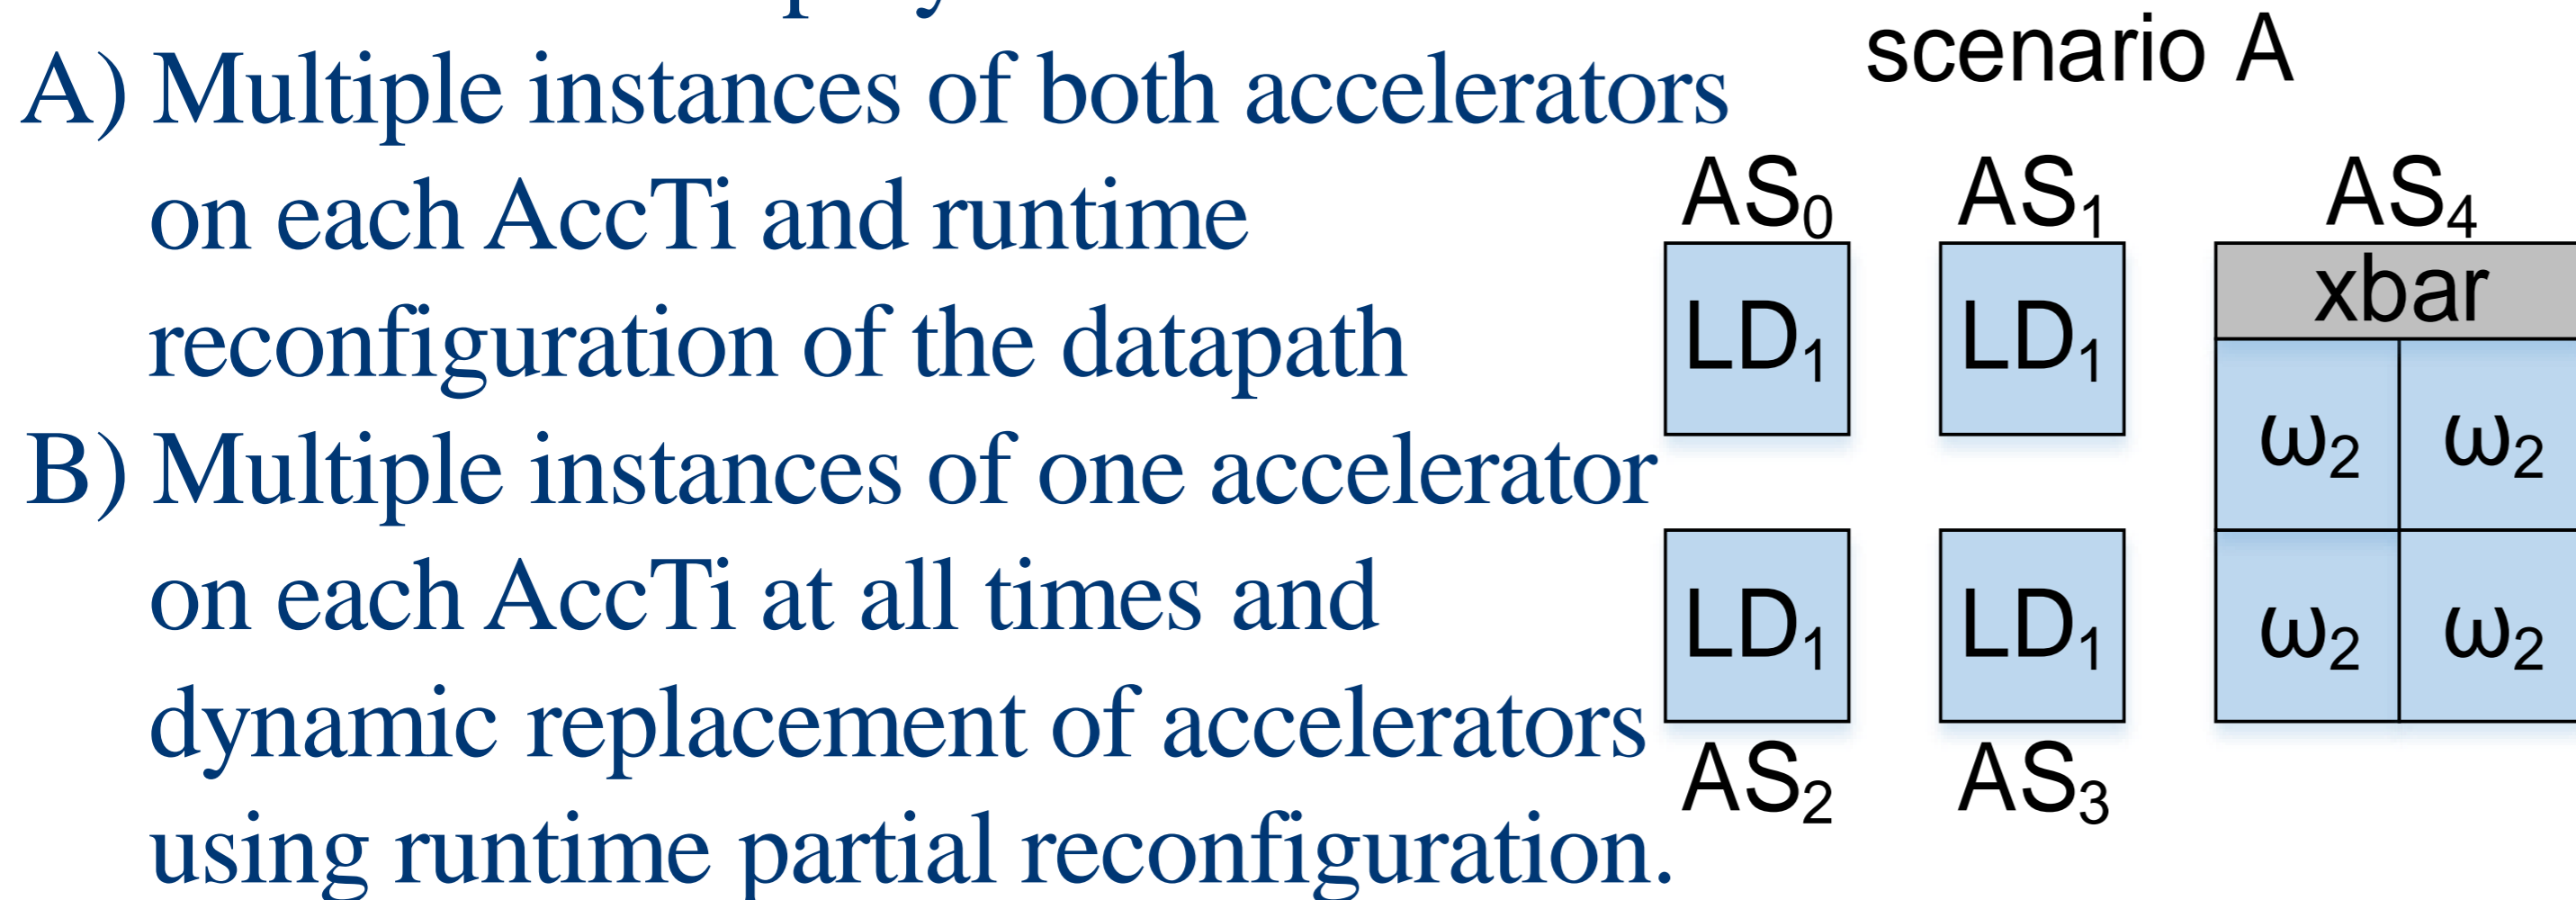 A) Multiple instances of both accelerators
on each AccTi and runtime
reconfiguration of the datapath
B) Multiple instances of one accelerator
on each AccTi at all times and
dynamic replacement of accelerators
using runtime partial reconfiguration.
scenario A
AS₀ AS₁ AS₄
xbar
LD₁ LD₁
ω₂ ω₂
LD₁ LD₁ ω₂ ω₂
AS₂ AS₃